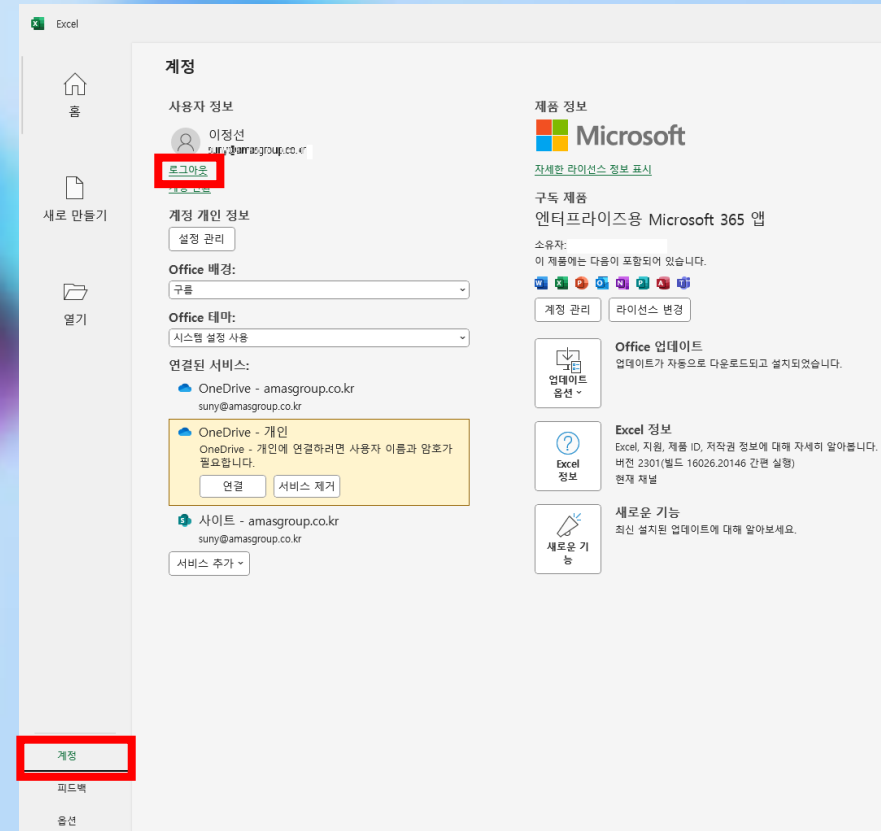 Excel
홈
새로 만들기
열기
계정
피드백
옵션
계정
사용자 정보
이정선
로그아웃
계정 개인 정보
설정 관리
Office 배경:
구름
Office 테마:
시스템 설정 사용
연결된 서비스:
OneDrive - amasgroup.co.kr
suny@amasgroup.co.kr
OneDrive - 개인
OneDrive - 개인에 연결하려면 사용자 이름과 암호가
필요합니다.
연결
서비스 제거
사이트 - amasgroup.co.kr
suny@amasgroup.co.kr
서비스 추가
제품 정보
Microsoft
자세한 라이선스 정보 표시
구독 제품
엔터프라이즈용 Microsoft 365 앱
소유자:
이 제품에는 다음이 포함되어 있습니다.
계정 관리
라이선스 변경
업데이트
옵션
Office 업데이트
업데이트가 자동으로 다운로드되고 설치되었습니다.
Excel
정보
Excel 정보
Excel, 지원, 제품 ID, 저작권 정보에 대해 자세히 알아봅니다.
버전 2301(빌드 16026.20146 간편 실행)
현재 채널
새로운 기
능
새로운 기능
최신 설치된 업데이트에 대해 알아보세요.